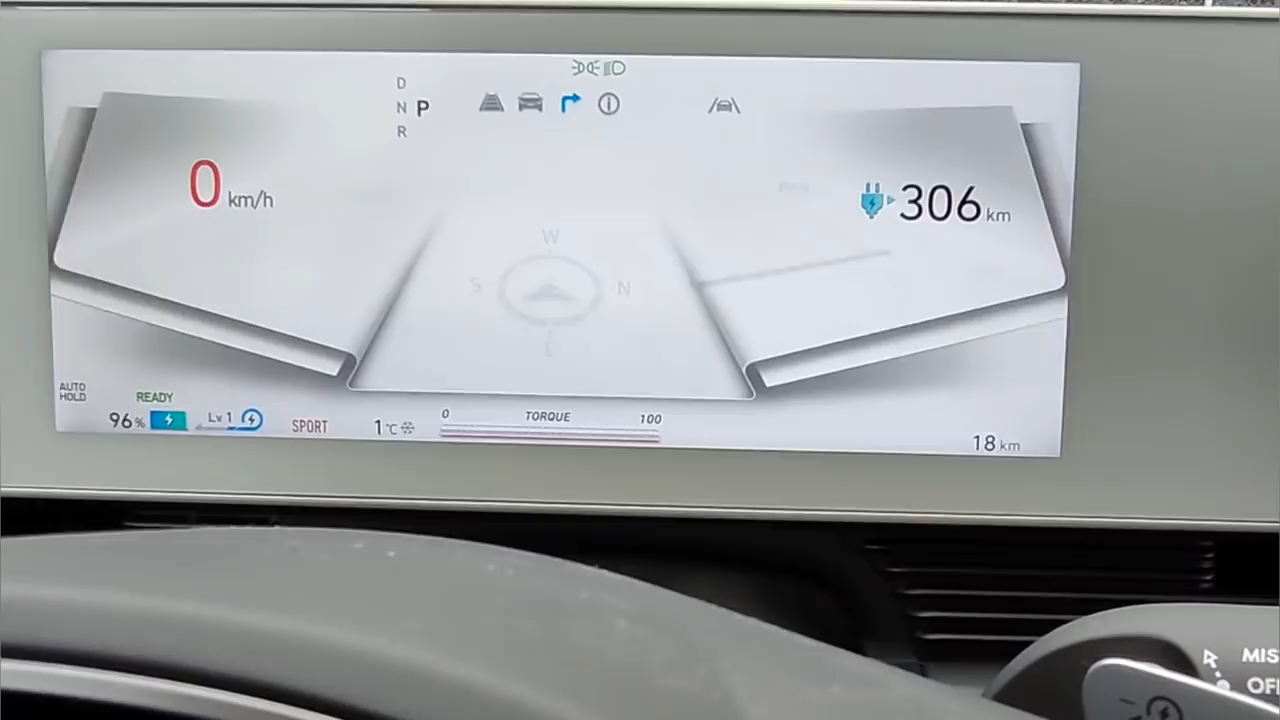 D
N P
R
0 km/h
306 km
W
S N
E
AUTO
HOLD
READY
96%
Lv 1
SPORT
1°C
0 TORQUE 100
18 km
MIS
OF